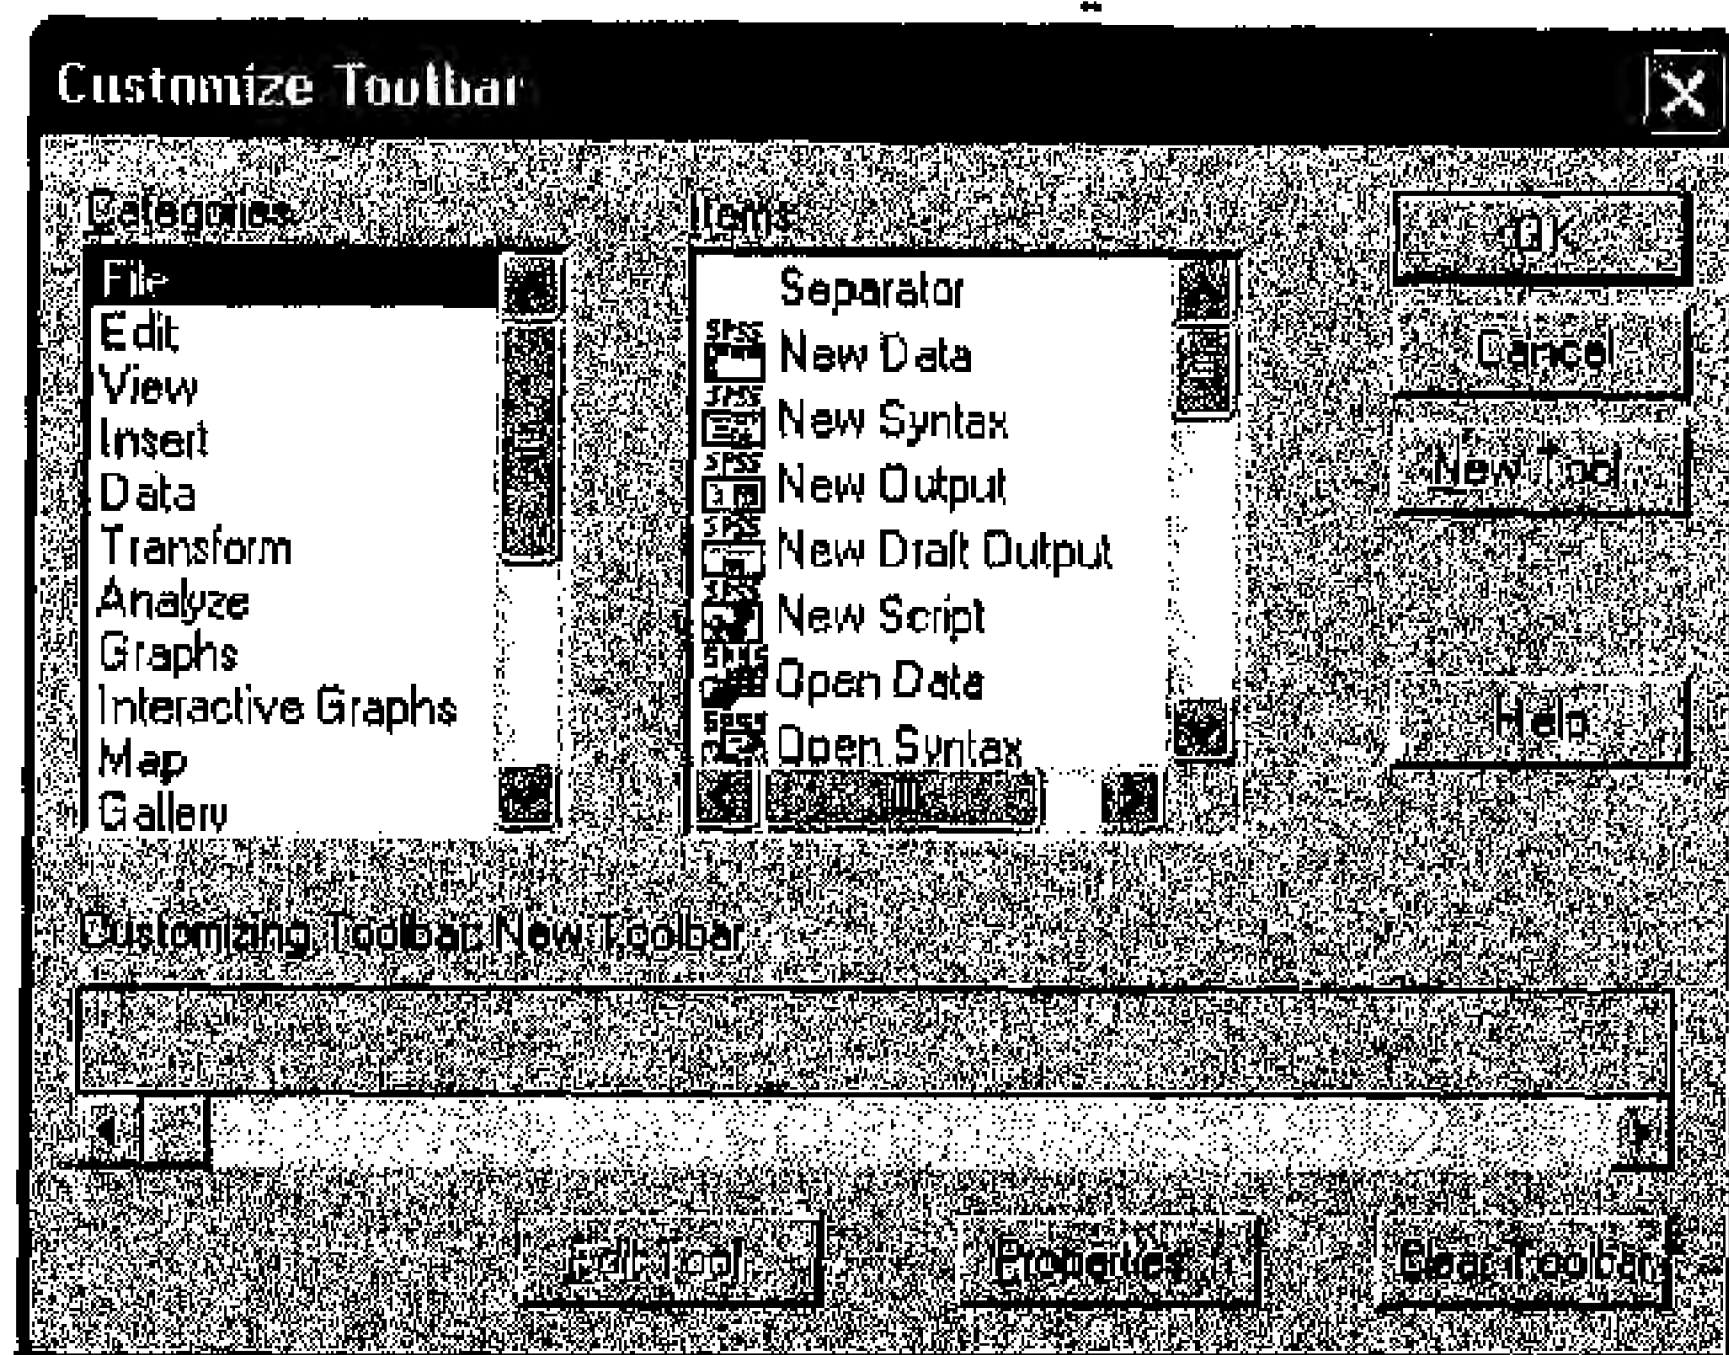 Customize Toolbar
Categories:
File
Edit
View
Insert
Data
Transform
Analyze
Graphs
Interactive Graphs
Map
Gallery
Items:
Separator
New Data
New Syntax
New Output
New Draft Output
New Script
Open Data
Open Syntax
OK
Cancel
New Tool
Help
Customizing Toolbar: New Toolbar
Edit Tool
Properties
Clear Toolbar